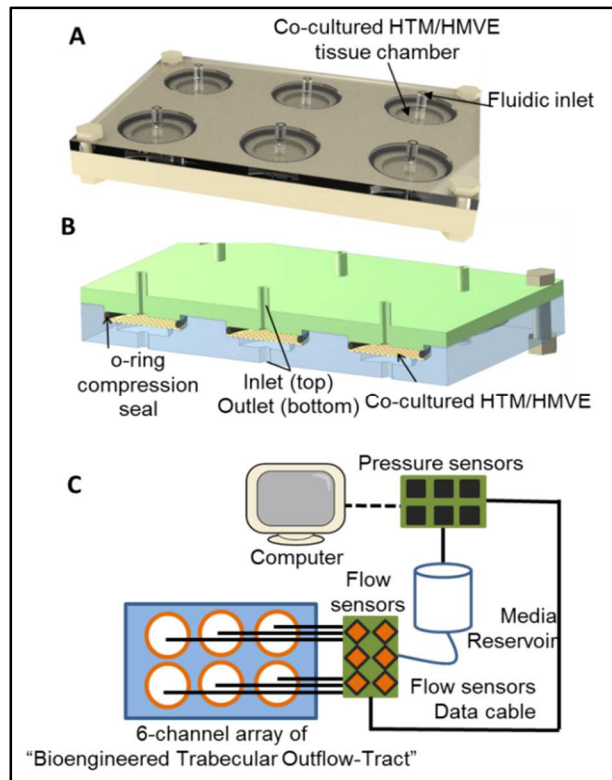 A
Co-cultured HTM/HMVE
tissue chamber
Fluidic inlet
B
o-ring
compression
seal
Inlet (top)
Outlet (bottom)
Co-cultured HTM/HMVE
C
Pressure sensors
Computer
Flow
sensors
Media
Reservoir
Flow sensors
Data cable
6-channel array of
“Bioengineered Trabecular Outflow-Tract”